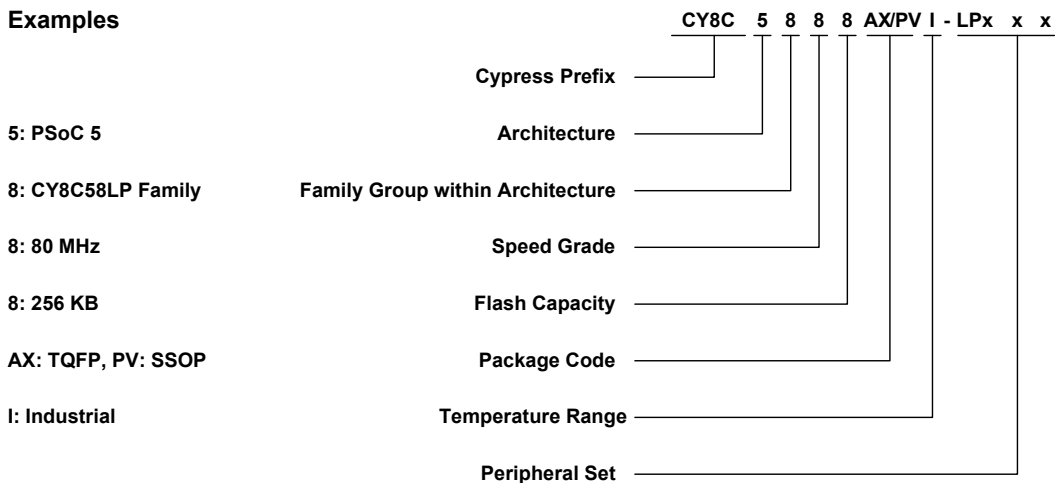 Examples CY8C 5 8 8 8 AX/PV I - LPx x x
Cypress Prefix
5: PSoC 5 Architecture
8: CY8C58LP Family Family Group within Architecture
8: 80 MHz Speed Grade
8: 256 KB Flash Capacity
AX: TQFP, PV: SSOP Package Code
I: Industrial Temperature Range
Peripheral Set